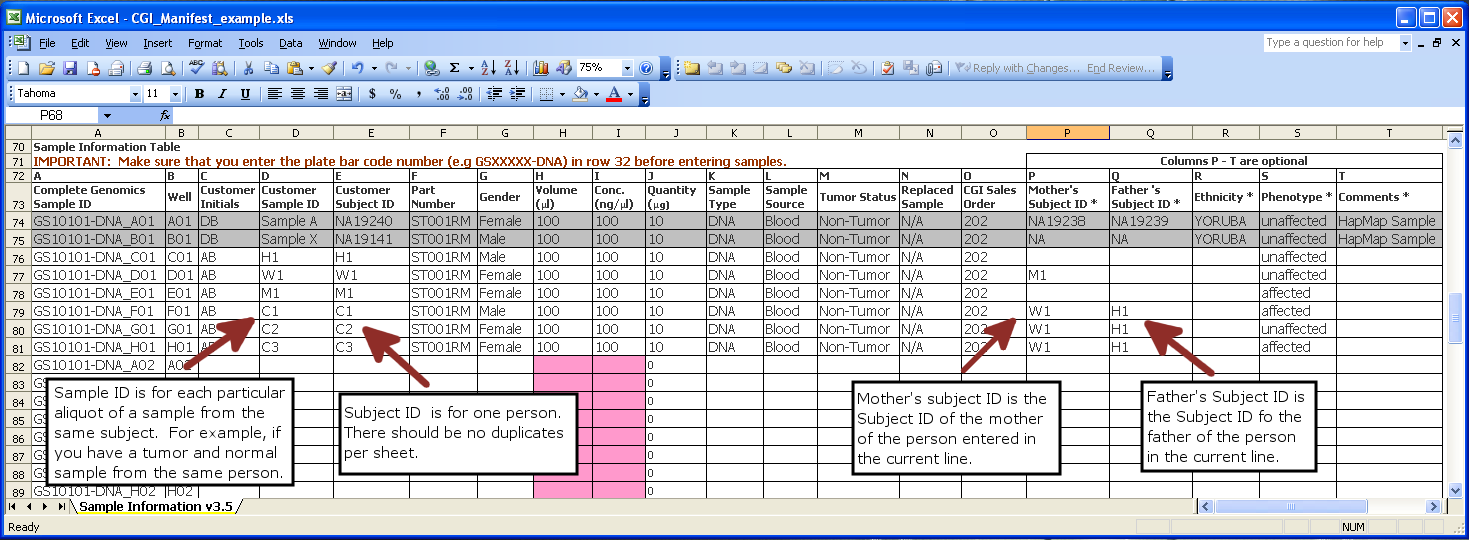 Microsoft Excel - CGI_Manifest_example.xls
File Edit View Insert Format Tools Data Window Help Type a question for help
75% Reply with Changes... End Review...
Tahoma 11 B I U $ % ,
P68 fx
A B C D E F G H I J K L M N O P Q R S T
70 Sample Information Table
71 IMPORTANT: Make sure that you enter the plate bar code number (e.g GSXXXXX-DNA) in row 32 before entering samples. Columns P - T are optional
72 A B C D E F G H I J K L M N O P Q R S T
73 Complete Genomics Sample ID Well Customer Initials Customer Sample ID Customer Subject ID Part Number Gender Volume (µl) Conc. (ng/µl) Quantity (µg) Sample Type Sample Source Tumor Status Replaced Sample CGI Sales Order Mother's Subject ID * Father 's Subject ID * Ethnicity * Phenotype * Comments *
74 GS10101-DNA_A01 A01 DB Sample A NA19240 ST001RM Female 100 100 10 DNA Blood Non-Tumor N/A 202 NA19238 NA19239 YORUBA unaffected HapMap Sample
75 GS10101-DNA_B01 B01 DB Sample X NA19141 ST001RM Male 100 100 10 DNA Blood Non-Tumor N/A 202 NA NA YORUBA unaffected HapMap Sample
76 GS10101-DNA_C01 C01 AB H1 H1 ST001RM Male 100 100 10 DNA Blood Non-Tumor N/A 202 unaffected
77 GS10101-DNA_D01 D01 AB W1 W1 ST001RM Female 100 100 10 DNA Blood Non-Tumor N/A 202 M1 unaffected
78 GS10101-DNA_E01 E01 AB M1 M1 ST001RM Female 100 100 10 DNA Blood Non-Tumor N/A 202 affected
79 GS10101-DNA_F01 F01 AB C1 C1 ST001RM Male 100 100 10 DNA Blood Non-Tumor N/A 202 W1 H1 affected
80 GS10101-DNA_G01 G01 AB C2 C2 ST001RM Female 100 100 10 DNA Blood Non-Tumor N/A 202 W1 H1 unaffected
81 GS10101-DNA_H01 H01 C3 C3 ST001RM Female 100 100 10 DNA Blood Non-Tumor N/A 202 W1 H1 affected
82 GS10101-DNA_A02 0
83 0
84 0
85 0
86 0
87 0
88 0
89 GS10101-DNA_H02 H02 0
Sample ID is for each particular
aliquot of a sample from the
same subject. For example, if
you have a tumor and normal
sample from the same person.
Subject ID is for one person.
There should be no duplicates
per sheet.
Mother's subject ID is the
Subject ID of the mother
of the person entered in
the current line.
Father's Subject ID is
the Subject ID fo the
father of the person
in the current line.
Sample Information v3.5
Ready NUM